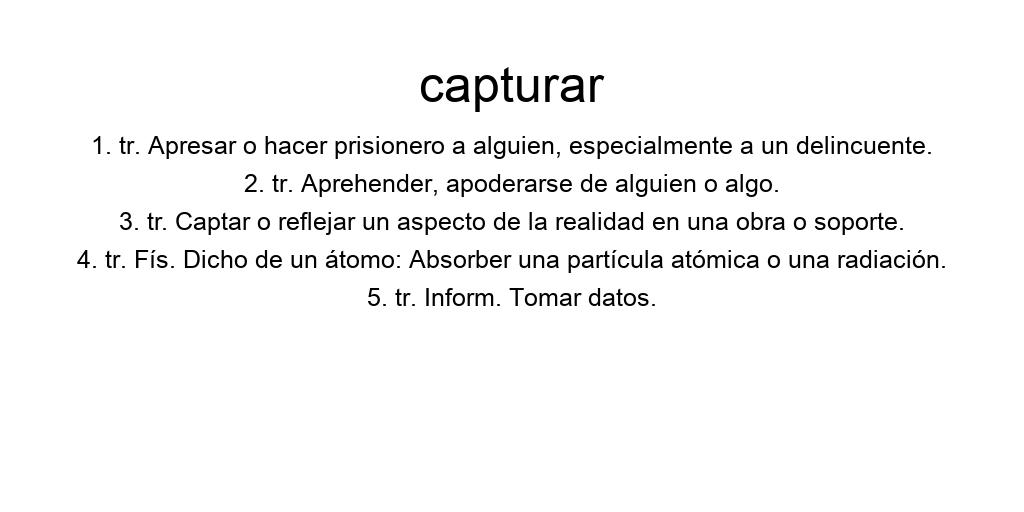 capturar
1. tr. Apresar o hacer prisionero a alguien, especialmente a un delincuente.
2. tr. Aprehender, apoderarse de alguien o algo.
3. tr. Captar o reflejar un aspecto de la realidad en una obra o soporte.
4. tr. Fís. Dicho de un átomo: Absorber una partícula atómica o una radiación.
5. tr. Inform. Tomar datos.